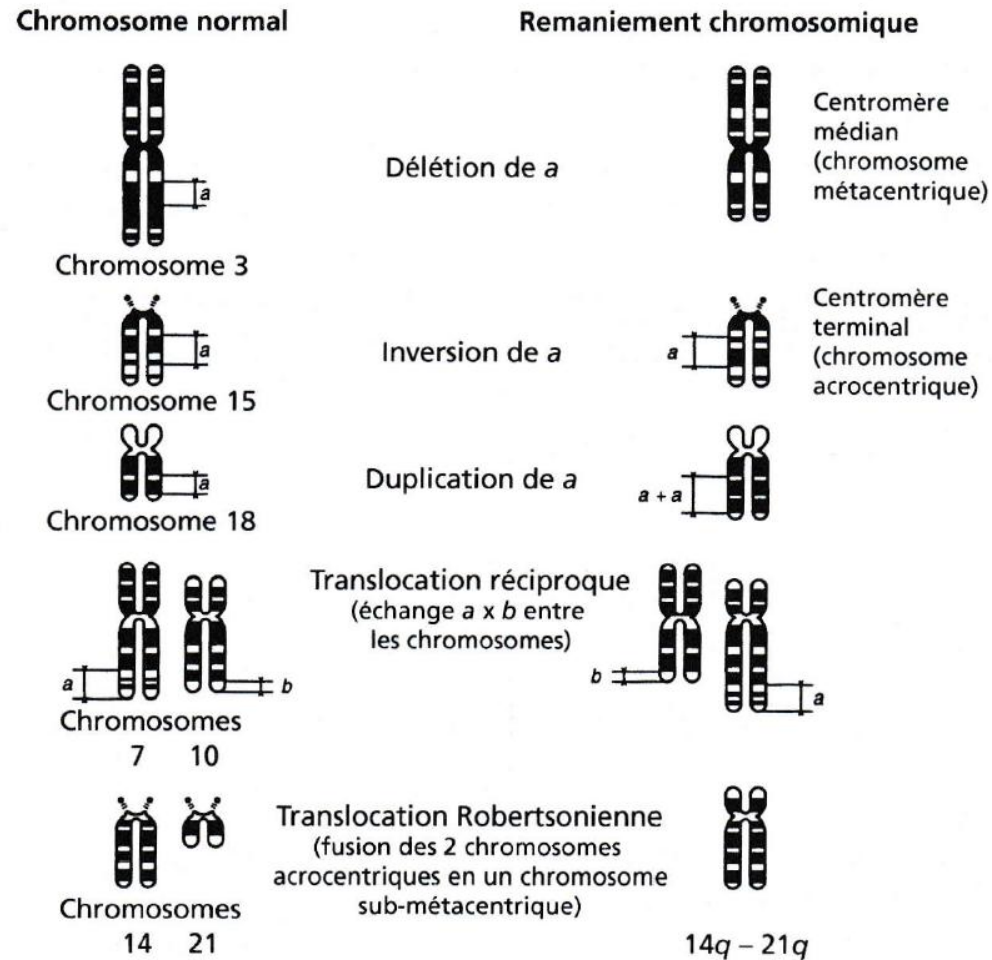 Chromosome normal
Remaniement chromosomique
a
Chromosome 3
Délétion de a
Centromère
médian
(chromosome
métacentrique)
a
Chromosome 15
Inversion de a
a
Centromère
terminal
(chromosome
acrocentrique)
a
Chromosome 18
Duplication de a
a + a
a
b
Chromosomes
7 10
Translocation réciproque
(échange a x b entre
les chromosomes)
b
a
Chromosomes
14 21
Translocation Robertsonienne
(fusion des 2 chromosomes
acrocentriques en un chromosome
sub-métacentrique)
14q – 21q